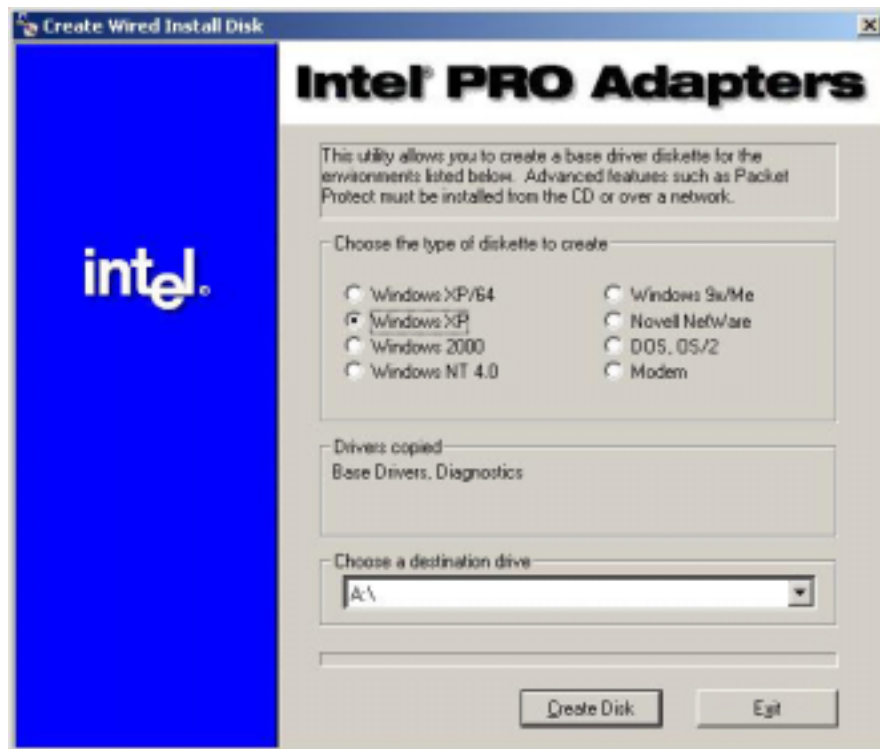 Create Wired Install Disk
Intel® PRO Adapters
intel.
This utility allows you to create a base driver diskette for the
environments listed below. Advanced features such as Packet
Protect must be installed from the CD or over a network.
Choose the type of diskette to create
Windows XP/64
Windows XP
Windows 2000
Windows NT 4.0
Windows 9x/Me
Novell NetWare
DOS, OS/2
Modem
Drivers copied
Base Drivers, Diagnostics
Choose a destination drive
A:\
Create Disk
Exit